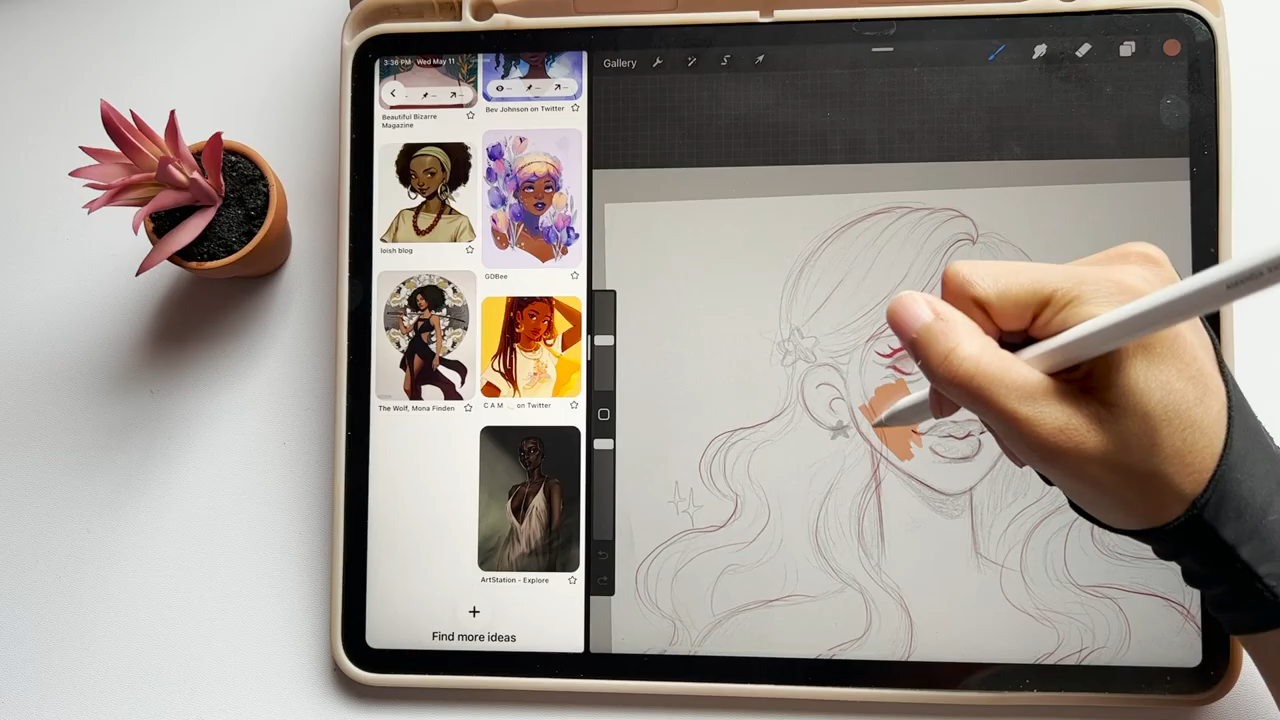 3:36 PM Wed May 11
Gallery
Beautiful Bizarre
Magazine
Bev Johnson on Twitter
loish blog
GDBee
The Wolf, Mona Finden
C A M on Twitter
ArtStation - Explore
+
Find more ideas